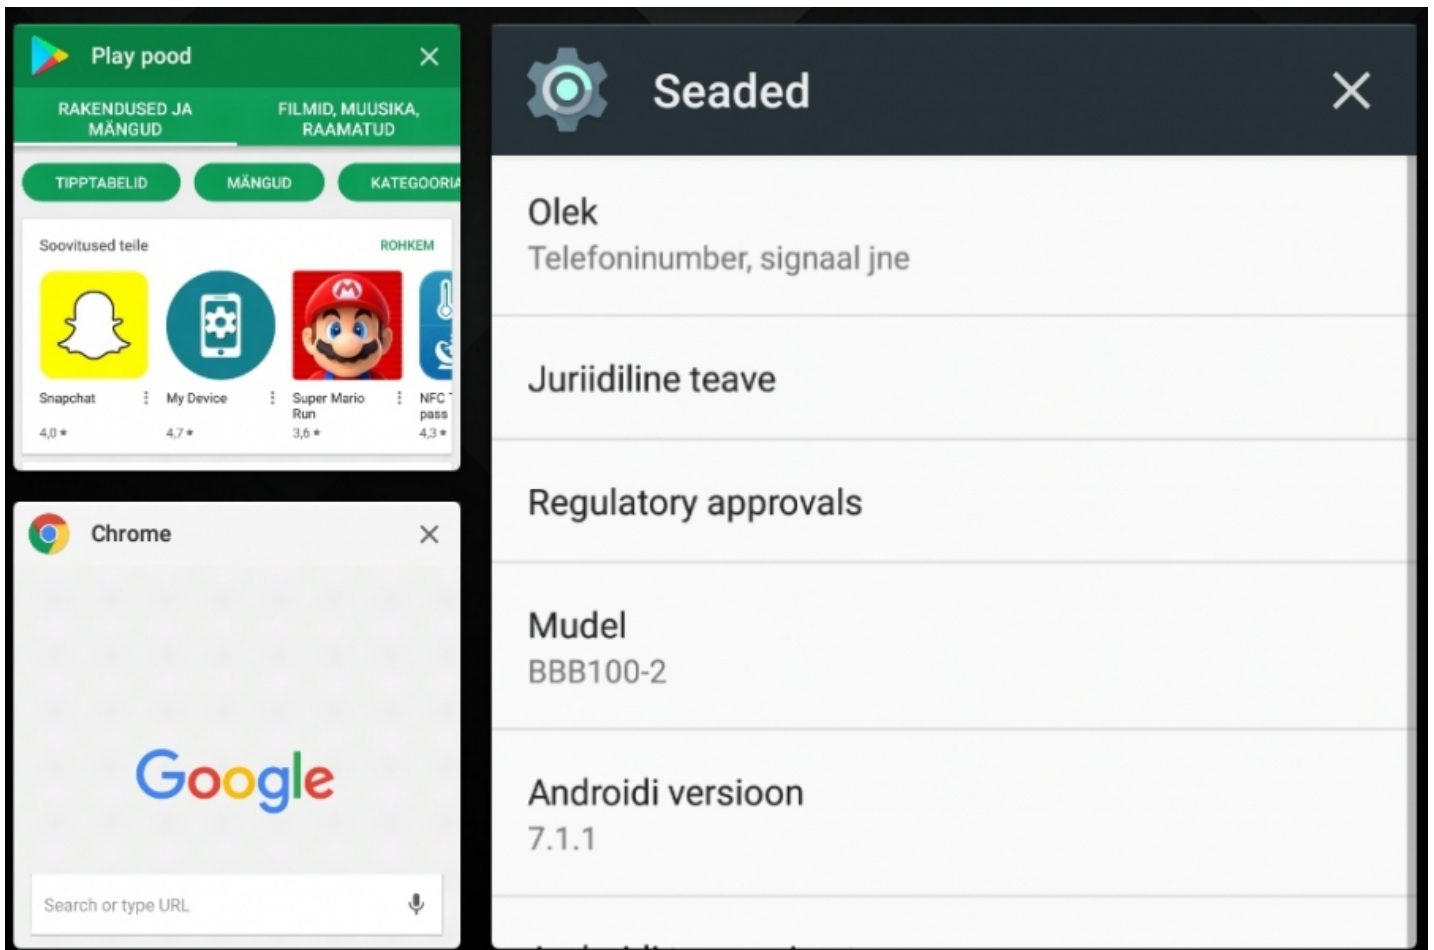 Play pood
RAKENDUSED JA
MÄNGUD
FILMID, MUUSIKA,
RAAMATUD
TIPPTABELID
MÄNGUD
Soovitused teile
ROHKEM
Snapchat
4,0
My Device
4,7
Super Mario
Run
3,6
NFC
pass
4,3
Chrome
Google
Search or type URL
Seaded
Olek
Telefoninumber, signaal jne
Juriidiline teave
Regulatory approvals
Mudel
BBB100-2
Androidi versioon
7.1.1